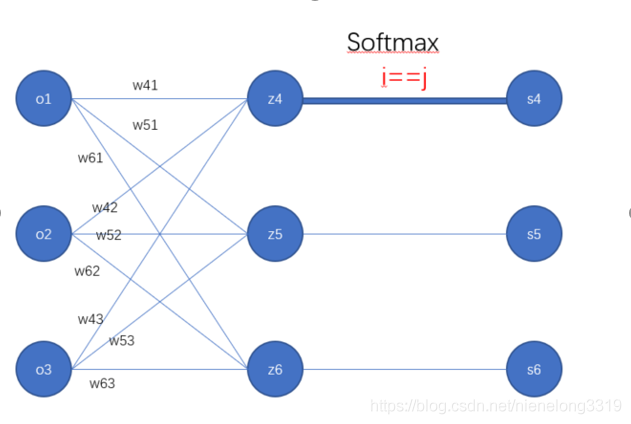 Softmax
i==j
o1
w41
z4
s4
w51
w61
w42
o2
w52
z5
s5
w62
w43
w53
o3
w63
z6
s6
https://blog.csdn.net/nienelong3319